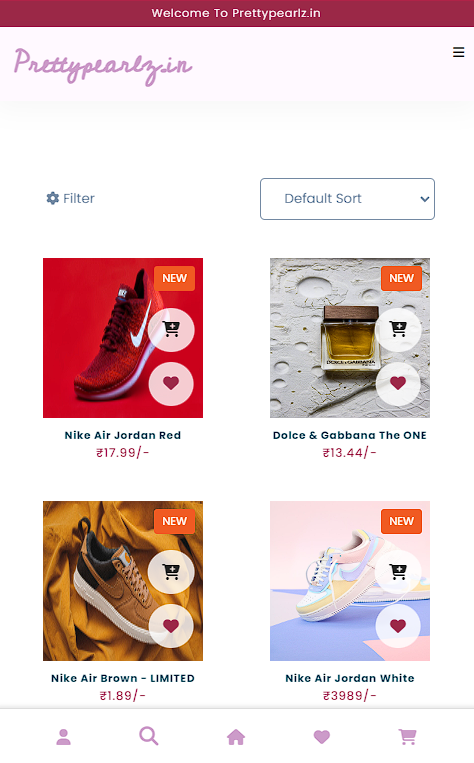 Welcome To Prettypearlz.in
Prettypearlz.in
Filter
Default Sort
NEW
NEW
DOLCE & GABBANA
Nike Air Jordan Red
₹17.99/-
Dolce & Gabbana The ONE
₹13.44/-
NEW
NEW
Nike Air Brown - LIMITED
₹1.89/-
Nike Air Jordan White
₹3989/-